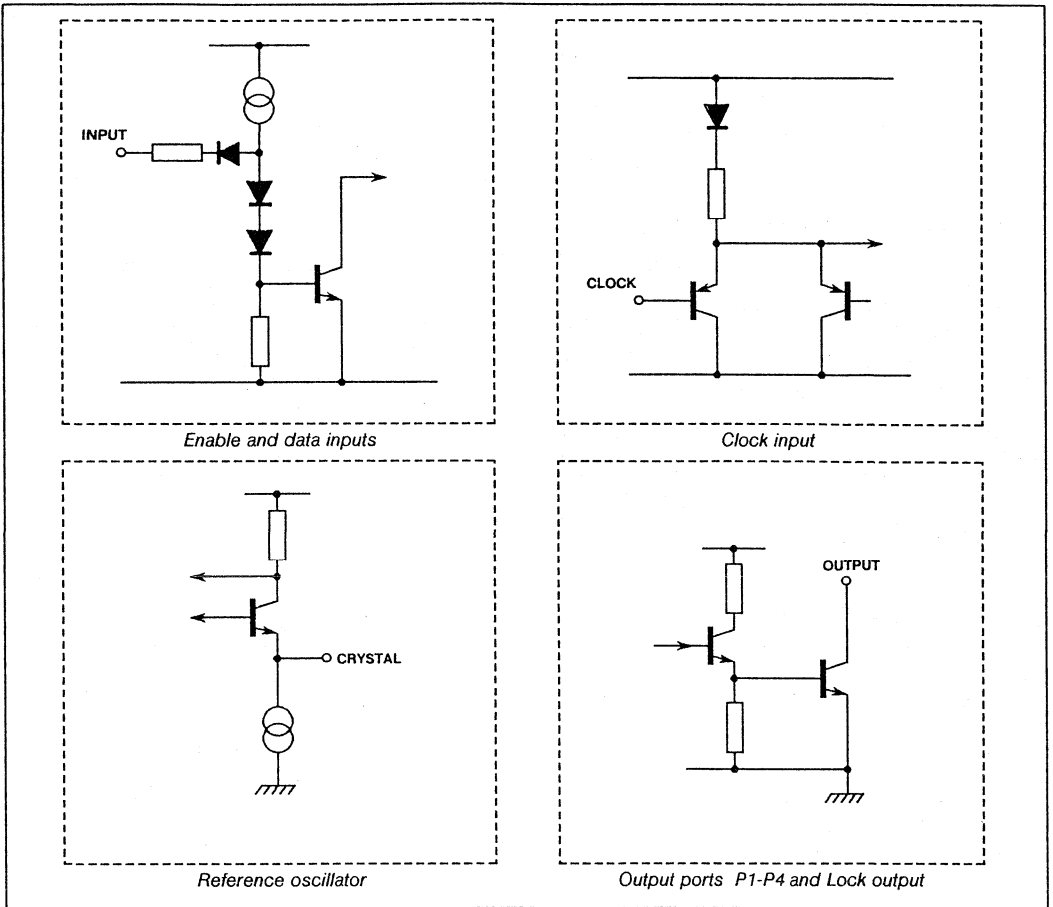 INPUT
Enable and data inputs
CLOCK
Clock input
CRYSTAL
Reference oscillator
OUTPUT
Output ports P1-P4 and Lock output